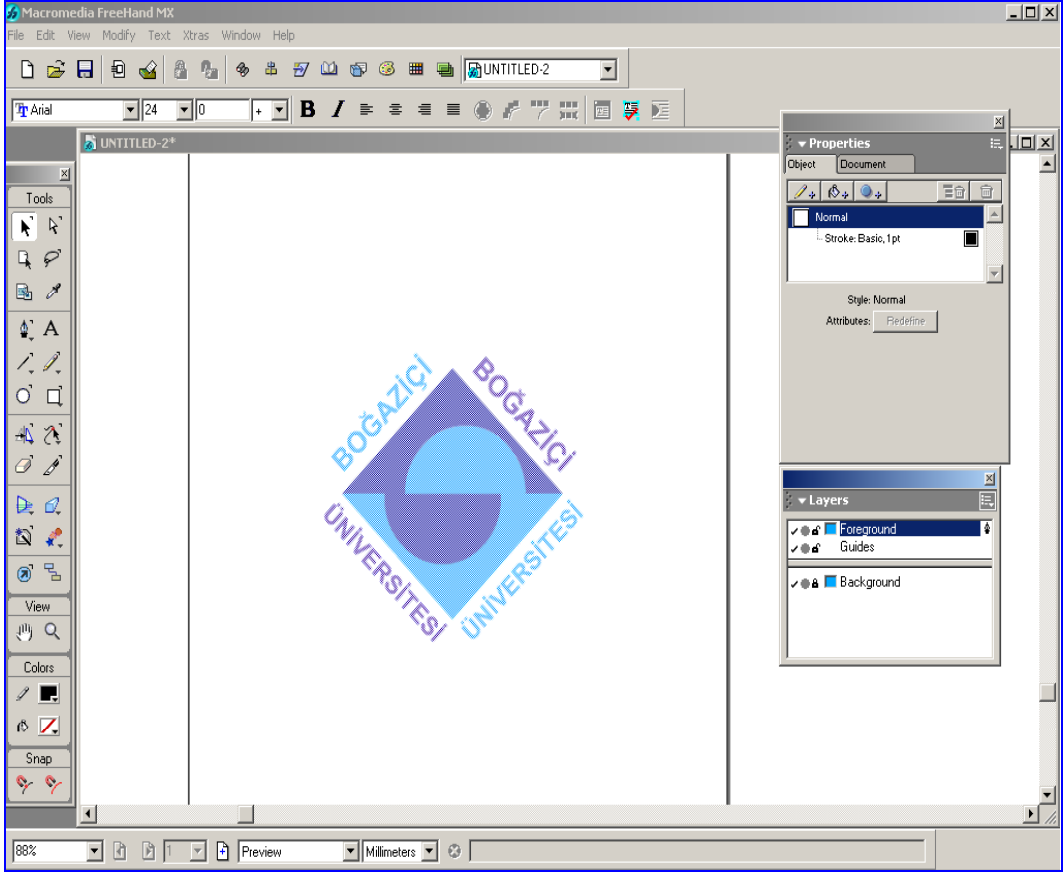 Macromedia FreeHand MX
File Edit View Modify Text Xtras Window Help
UNTITLED-2
Arial 24 0 +
UNTITLED-2*
Tools
View
Colors
Snap
BOĞAZİÇİ
BOĞAZİÇİ
ÜNİVERSİTESİ
ÜNİVERSİTESİ
Properties
Object Document
Normal
Stroke: Basic, 1pt
Style: Normal
Attributes: Redefine
Layers
Foreground
Guides
Background
88% 1 Preview Millimeters